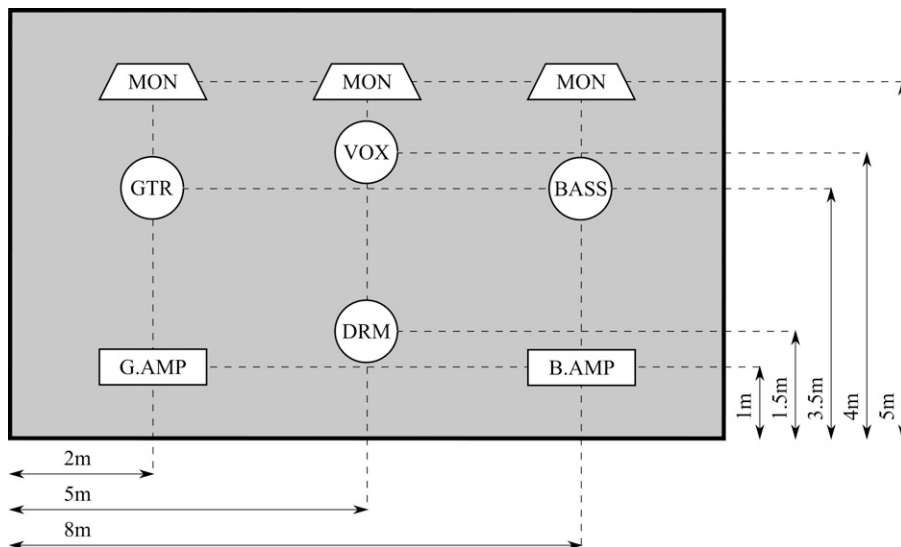 MON MON MON
VOX
GTR BASS
DRM
G.AMP B.AMP
1m 1.5m 3.5m 4m 5m
2m
5m
8m